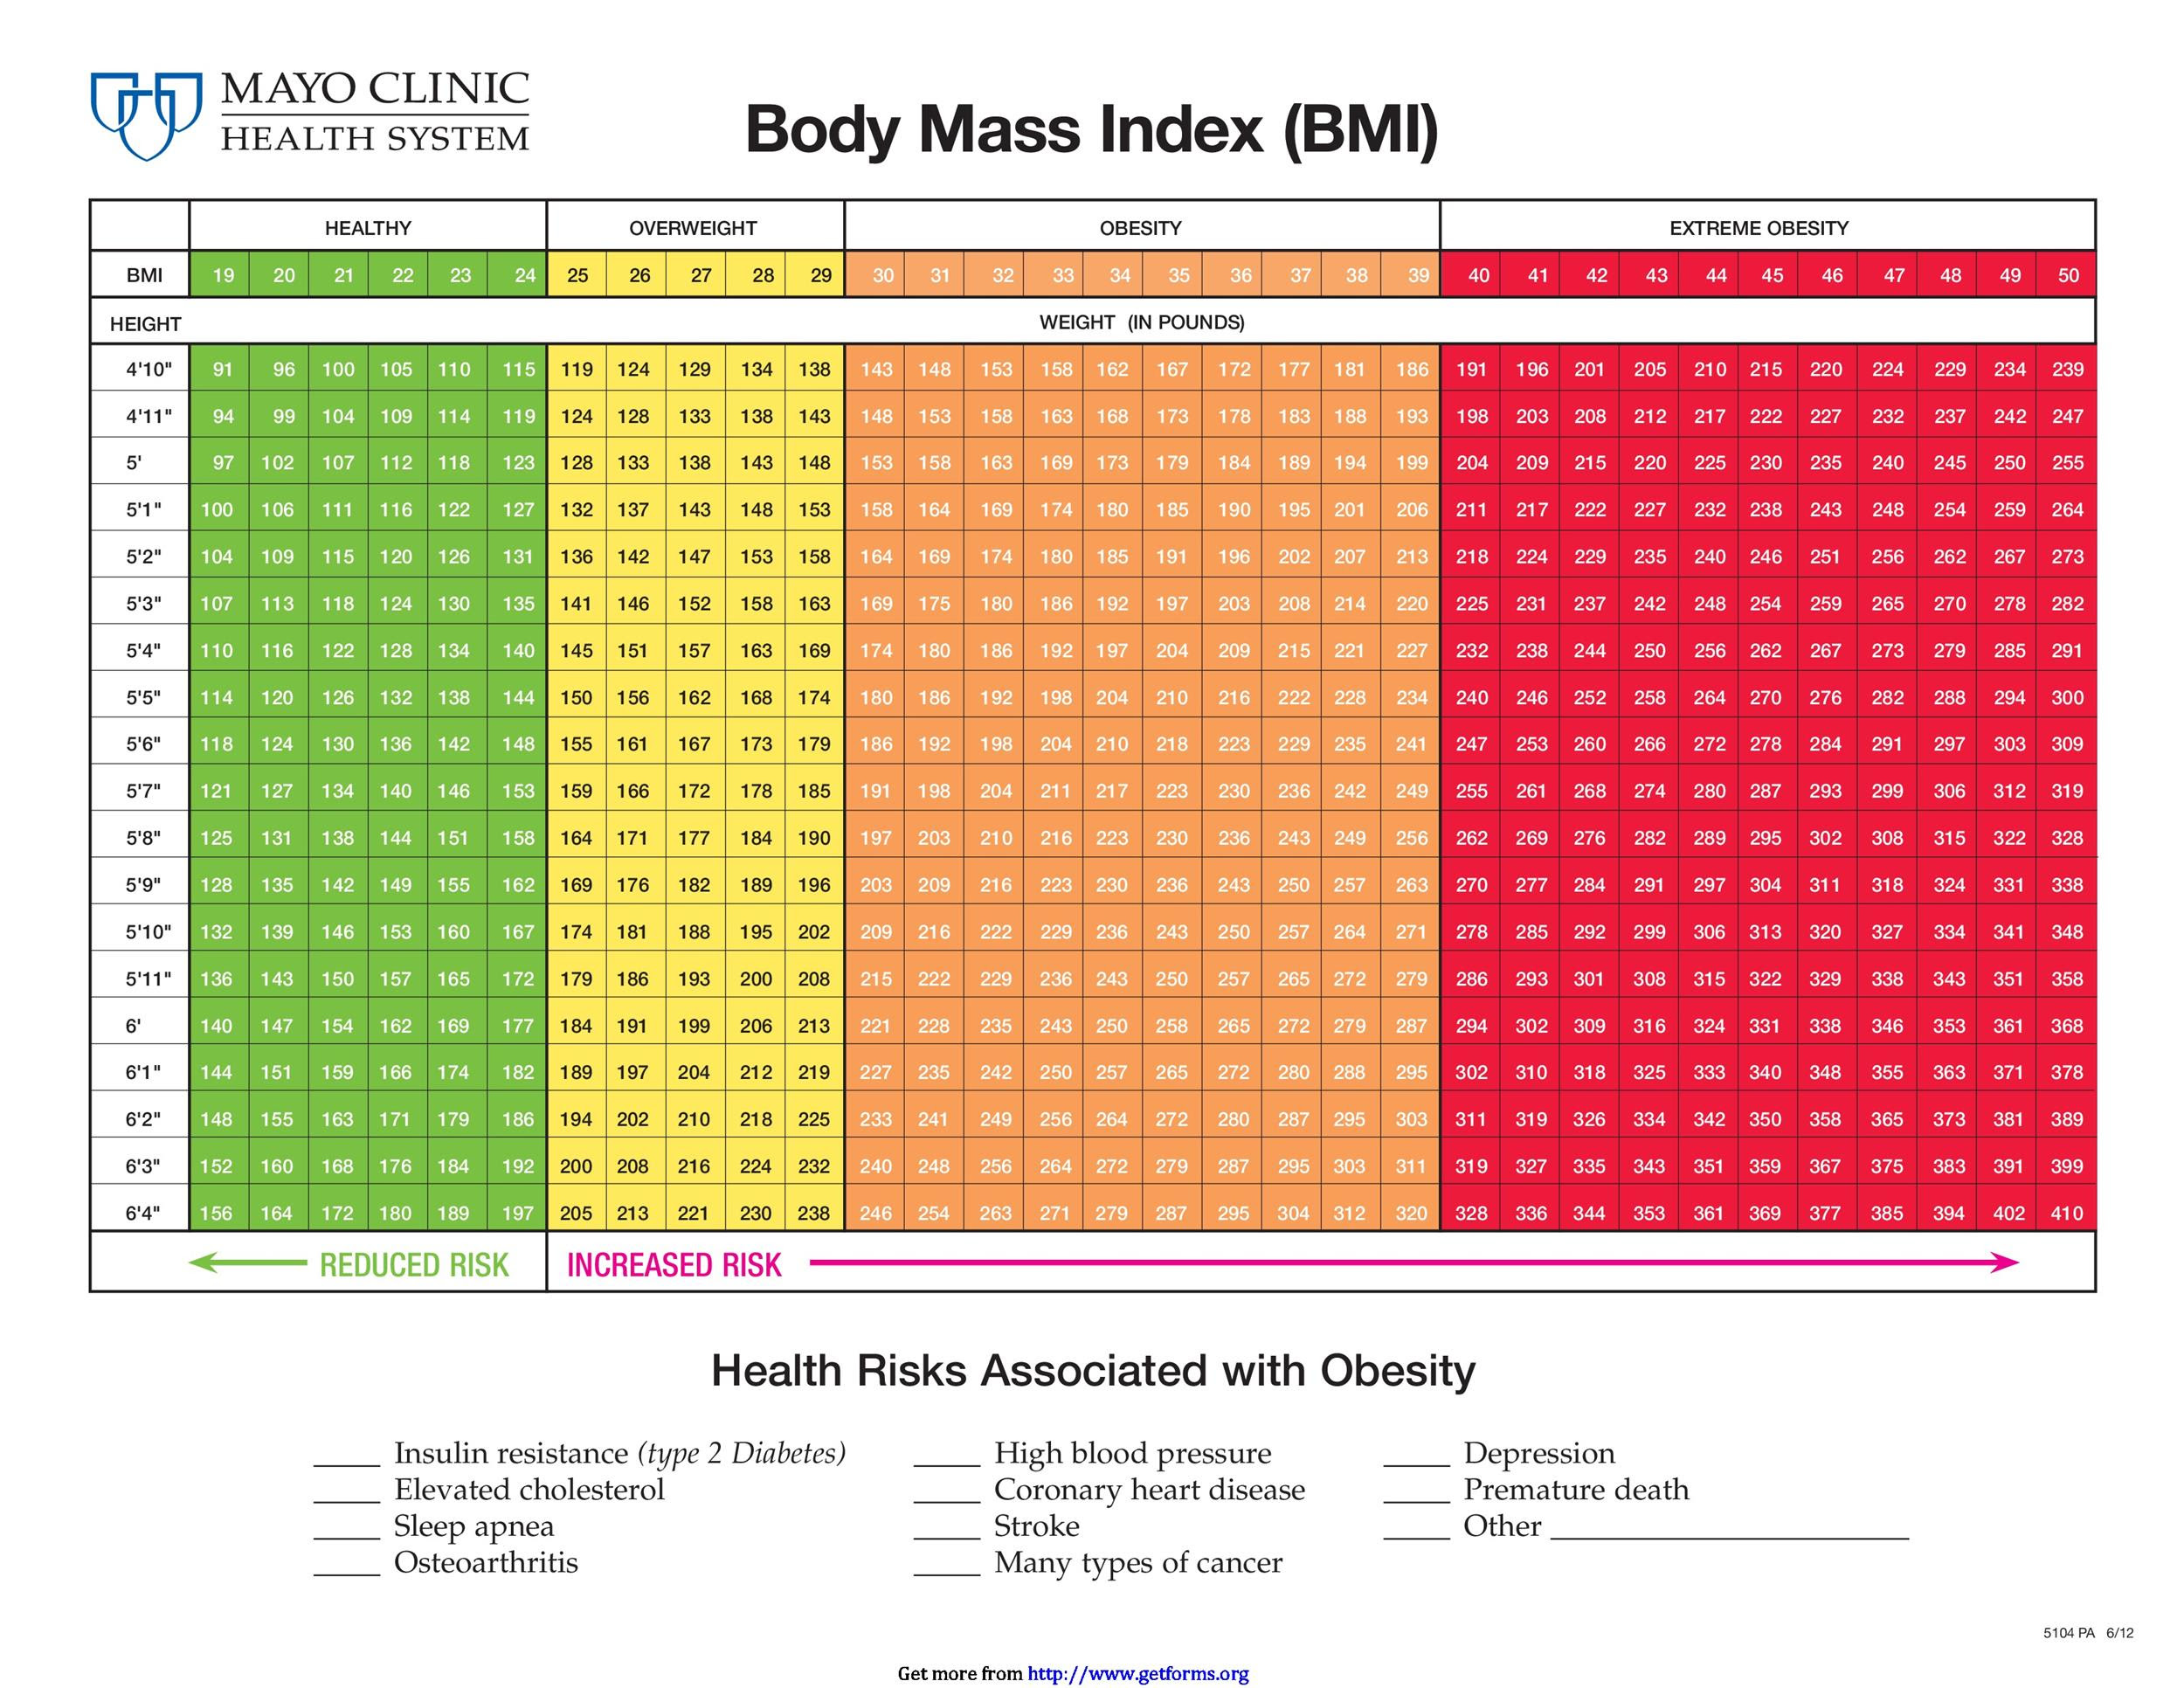 MAYO CLINIC
HEALTH SYSTEM
Body Mass Index (BMI)
HEALTHY OVERWEIGHT OBESITY EXTREME OBESITY
BMI 19 20 21 22 23 24 25 26 27 28 29 30 31 32 33 34 35 36 37 38 39 40 41 42 43 44 45 46 47 48 49 50
HEIGHT WEIGHT (IN POUNDS)
4'10" 91 96 100 105 110 115 119 124 129 134 138 143 148 153 158 162 167 172 177 181 186 191 196 201 205 210 215 220 224 229 234 239
4'11" 94 99 104 109 114 119 124 128 133 138 143 148 153 158 163 168 173 178 183 188 193 198 203 208 212 217 222 227 232 237 242 247
5' 97 102 107 112 118 123 128 133 138 143 148 153 158 163 169 173 179 184 189 194 199 204 209 215 220 225 230 235 240 245 250 255
5'1" 100 106 111 116 122 127 132 137 143 148 153 158 164 169 174 180 185 190 195 201 206 211 217 222 227 232 238 243 248 254 259 264
5'2" 104 109 115 120 126 131 136 142 147 153 158 164 169 174 180 185 191 196 202 207 213 218 224 229 235 240 246 251 256 262 267 273
5'3" 107 113 118 124 130 135 141 146 152 158 163 169 175 180 186 192 197 203 208 214 220 225 231 237 242 248 254 259 265 270 278 282
5'4" 110 116 122 128 134 140 145 151 157 163 169 174 180 186 192 197 204 209 215 221 227 232 238 244 250 256 262 267 273 279 285 291
5'5" 114 120 126 132 138 144 150 156 162 168 174 180 186 192 198 204 210 216 222 228 234 240 246 252 258 264 270 276 282 288 294 300
5'6" 118 124 130 136 142 148 155 161 167 173 179 186 192 198 204 210 218 223 229 235 241 247 253 260 266 272 278 284 291 297 303 309
5'7" 121 127 134 140 146 153 159 166 172 178 185 191 198 204 211 217 223 230 236 242 249 255 261 268 274 280 287 293 299 306 312 319
5'8" 125 131 138 144 151 158 164 171 177 184 190 197 203 210 216 223 230 236 243 249 256 262 269 276 282 289 295 302 308 315 322 328
5'9" 128 135 142 149 155 162 169 176 182 189 196 203 209 216 223 230 236 243 250 257 263 270 277 284 291 297 304 311 318 324 331 338
5'10" 132 139 146 153 160 167 174 181 188 195 202 209 216 222 229 236 243 250 257 264 271 278 285 292 299 306 313 320 327 334 341 348
5'11" 136 143 150 157 165 172 179 186 193 200 208 215 222 229 236 243 250 257 265 272 279 286 293 301 308 315 322 329 338 343 351 358
6' 140 147 154 162 169 177 184 191 199 206 213 221 228 235 243 250 258 265 272 279 287 294 302 309 316 324 331 338 346 353 361 368
6'1" 144 151 159 166 174 182 189 197 204 212 219 227 235 242 250 257 265 272 280 288 295 302 310 318 325 333 340 348 355 363 371 378
6'2" 148 155 163 171 179 186 194 202 210 218 225 233 241 249 256 264 272 280 287 295 303 311 319 326 334 342 350 358 365 373 381 389
6'3" 152 160 168 176 184 192 200 208 216 224 232 240 248 256 264 272 279 287 295 303 311 319 327 335 343 351 359 367 375 383 391 399
6'4" 156 164 172 180 189 197 205 213 221 230 238 246 254 263 271 279 287 295 304 312 320 328 336 344 353 361 369 377 385 394 402 410
REDUCED RISK INCREASED RISK
Health Risks Associated with Obesity
_____ Insulin resistance (type 2 Diabetes) _____ High blood pressure _____ Depression
_____ Elevated cholesterol _____ Coronary heart disease _____ Premature death
_____ Sleep apnea _____ Stroke _____ Other _____
_____ Osteoarthritis _____ Many types of cancer
5104 PA 6/12
Get more from http://www.getforms.org